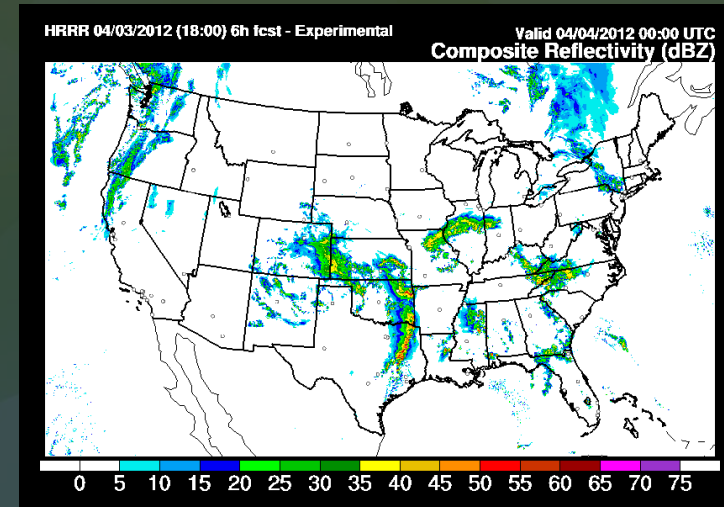 HRRR 04/03/2012 (18:00) 6h fcst - Experimental
Valid 04/04/2012 00:00 UTC
Composite Reflectivity (dBZ)
0 5 10 15 20 25 30 35 40 45 50 55 60 65 70 75